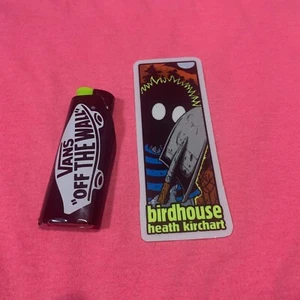 VANS
"OFF THE WALL"
birdhouse
heath kirchart